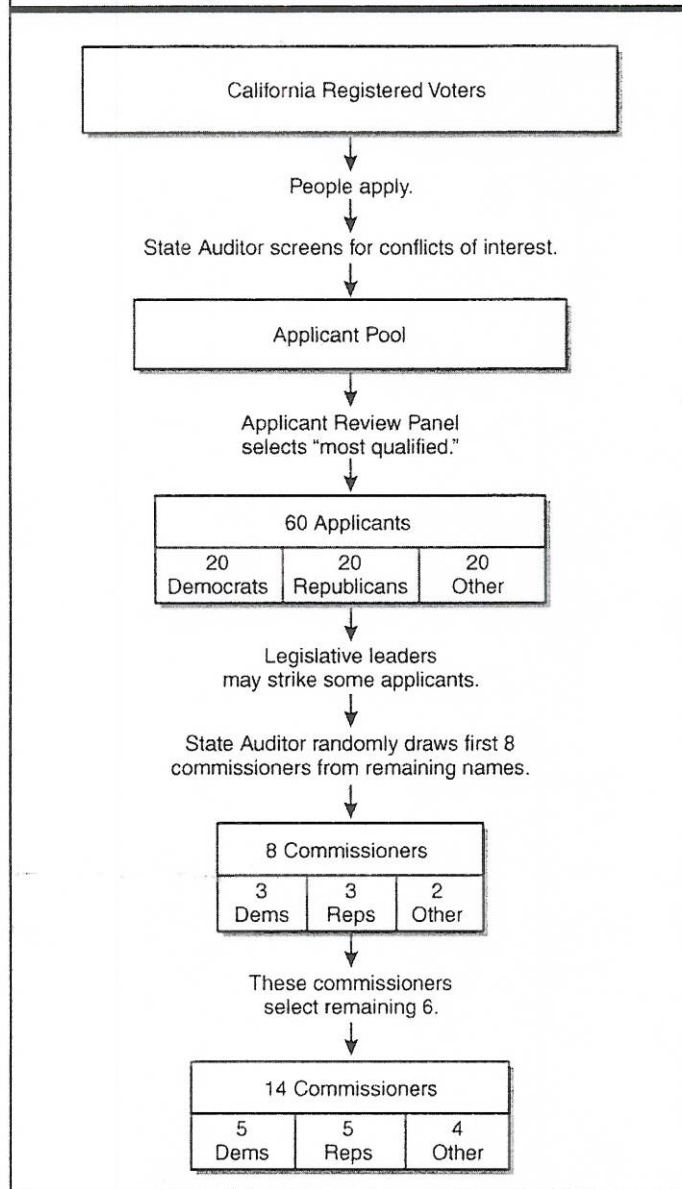 California Registered Voters
People apply.
State Auditor screens for conflicts of interest.
Applicant Pool
Applicant Review Panel
selects “most qualified.”
60 Applicants
20 20 20
Democrats Republicans Other
Legislative leaders
may strike some applicants.
State Auditor randomly draws first 8
commissioners from remaining names.
8 Commissioners
3 3 2
Dems Reps Other
These commissioners
select remaining 6.
14 Commissioners
5 5 4
Dems Reps Other